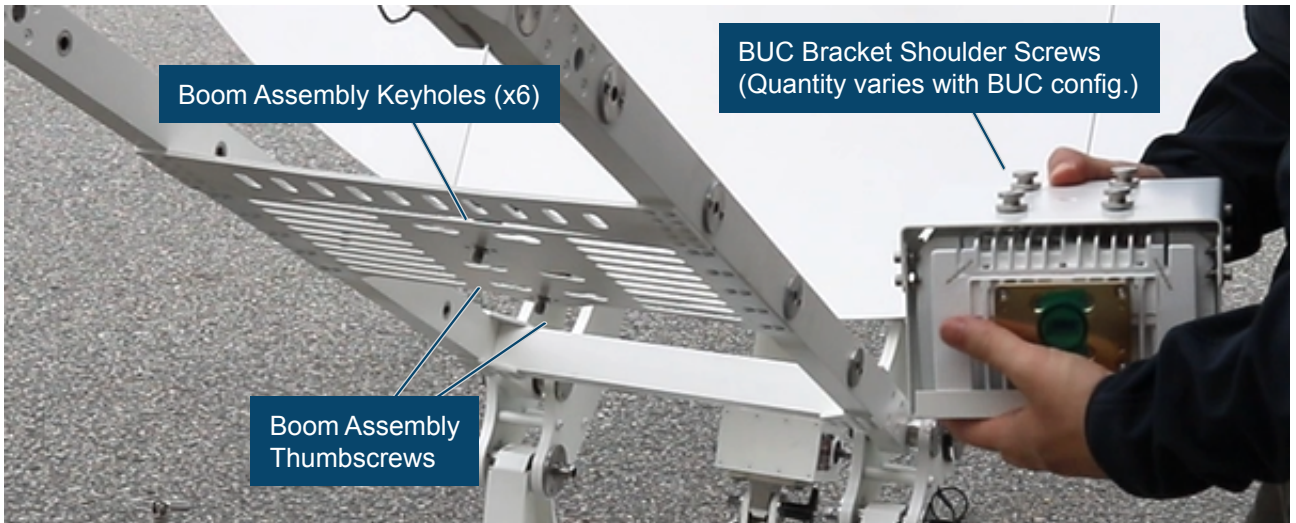 BUC Bracket Shoulder Screws
(Quantity varies with BUC config.)
Boom Assembly Keyholes (x6)
Boom Assembly
Thumbscrews